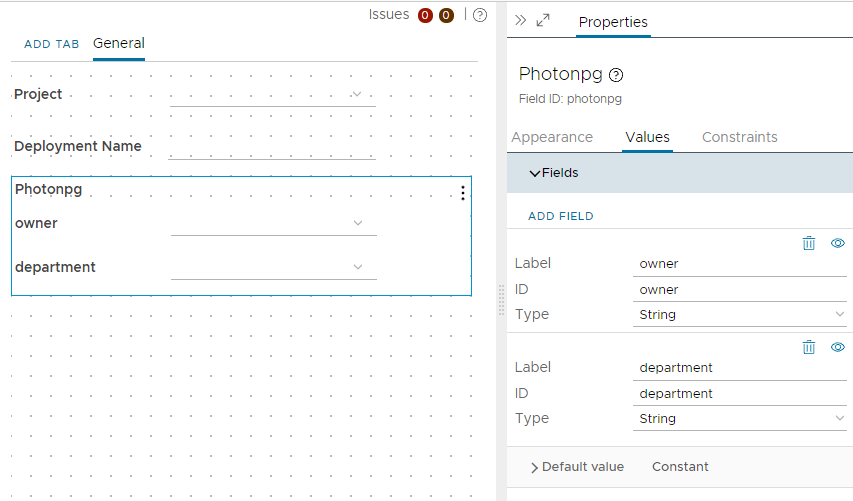 Issues 0 0
ADD TAB General
Project
Deployment Name
Photonpg
owner
department
Properties
Photonpg
Field ID: photonpg
Appearance Values Constraints
Fields
ADD FIELD
Label owner
ID owner
Type String
Label department
ID department
Type String
Default value Constant